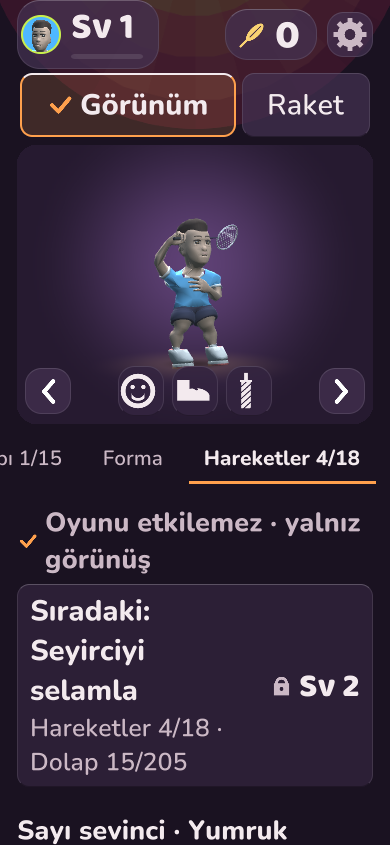 Sv 1
0
Görünüm
Raket
bı 1/15
Forma
Hareketler 4/18
Oyunu etkilemez · yalnız
görünüş
Sıradaki:
Seyirciyi
selamla
Sv 2
Hareketler 4/18 ·
Dolap 15/205
Sayı sevinci · Yumruk